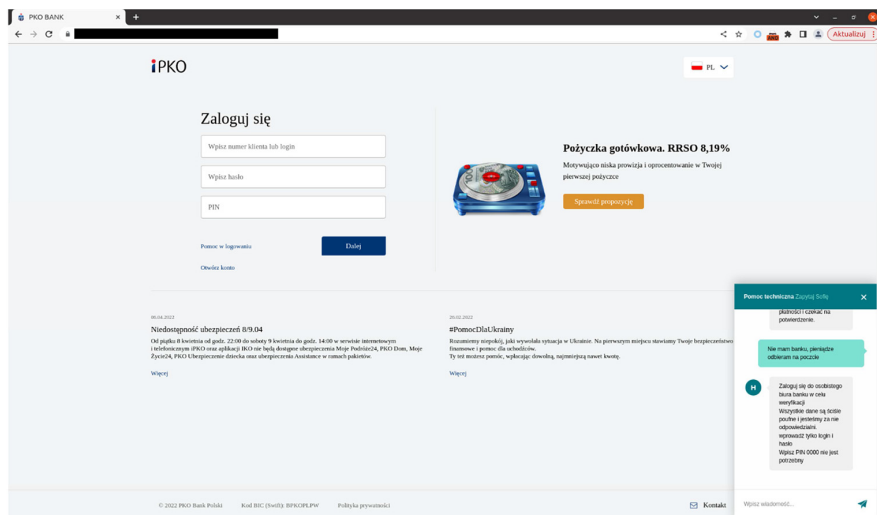 PKO BANK
Aktualizuj
iPKO
PL
Zaloguj się
Wpisz numer klienta lub login
Wpisz hasło
PIN
Pomoc w logowaniu
Dalej
Otwórz konto
Pożyczka gotówkowa. RRSO 8,19%
Motywująco niska prowizja i oprocentowanie w Twojej
pierwszej pożyczce
Sprawdź propozycję
06.04.2022
Niedostępność ubezpieczeń 8/9.04
Od piątku 8 kwietnia od godz. 22:00 do soboty 9 kwietnia do godz. 14:00 w serwisie internetowym
i telefonicznym iPKO oraz aplikacji IKO nie będą dostępne ubezpieczenia Moje Podróże24, PKO Dom, Moje
Życie24, PKO Ubezpieczenie dziecka oraz ubezpieczenia Assistance w ramach pakietów.
Więcej
26.02.2022
#PomocDlaUkrainy
Rozumiemy niepokój, jaki wywołała sytuacja w Ukrainie. Na pierwszym miejscu stawiamy Twoje bezpieczeństwo
finansowe i pomoc dla uchodźców.
Ty też możesz pomóc, wpłacając dowolną, najmniejszą nawet kwotę.
Więcej
Pomoc techniczna Zapytaj Sofię
płatności i czekać na
potwierdzenie.
Nie mam banku, pieniądze
odbieram na poczcie
H
Zaloguj się do osobistego
biura banku w celu
weryfikacji
Wszystkie dane są ściśle
poufne i jesteśmy za nie
odpowiedzialni.
wprowadź tylko login i
hasło
Wpisz PIN 0000 nie jest
potrzebny
Wpisz wiadomość...
© 2022 PKO Bank Polski
Kod BIC (Swift): BPKOPLPW
Polityka prywatności
Kontakt